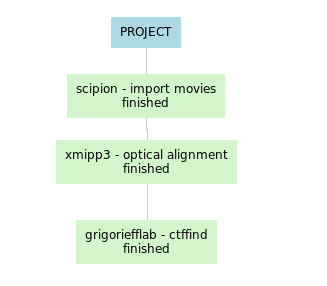 PROJECT
scipion - import movies
finished
xmipp3 - optical alignment
finished
grigoriefflab - ctffind
finished